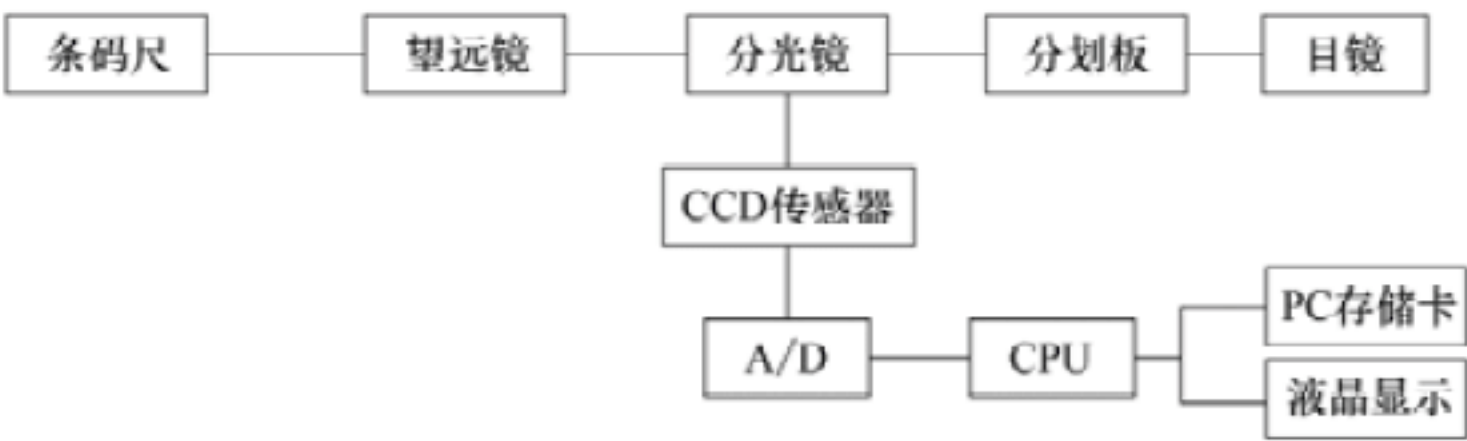 条码尺
望远镜
分光镜
分划板
目镜
CCD传感器
A/D
CPU
PC存储卡
液晶显示